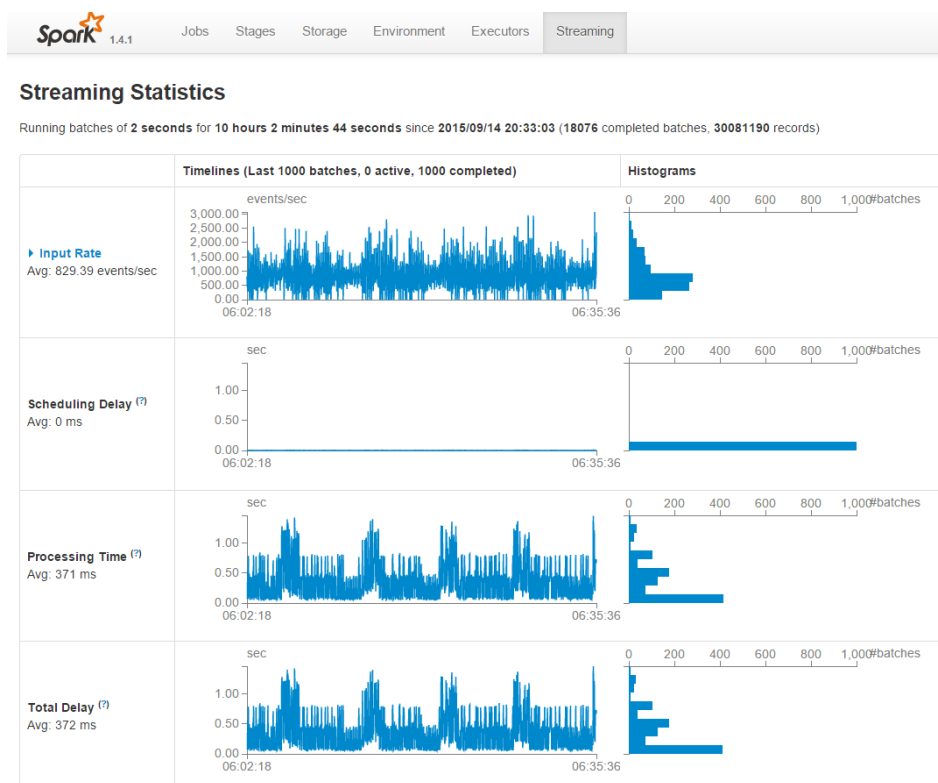 Spark 1.4.1 Jobs Stages Storage Environment Executors Streaming
Streaming Statistics
Running batches of 2 seconds for 10 hours 2 minutes 44 seconds since 2015/09/14 20:33:03 (18076 completed batches, 30081190 records)
Timelines (Last 1000 batches, 0 active, 1000 completed) Histograms
Input Rate
Avg: 829.39 events/sec
events/sec
3,000.00
2,500.00
2,000.00
1,500.00
1,000.00
500.00
0.00
06:02:18 06:35:36
0 200 400 600 800 1,000 #batches
Scheduling Delay (?)
Avg: 0 ms
sec
1.00
0.50
0.00
06:02:18 06:35:36
0 200 400 600 800 1,000 #batches
Processing Time (?)
Avg: 371 ms
sec
1.00
0.50
0.00
06:02:18 06:35:36
0 200 400 600 800 1,000 #batches
Total Delay (?)
Avg: 372 ms
sec
1.00
0.50
0.00
06:02:18 06:35:36
0 200 400 600 800 1,000 #batches